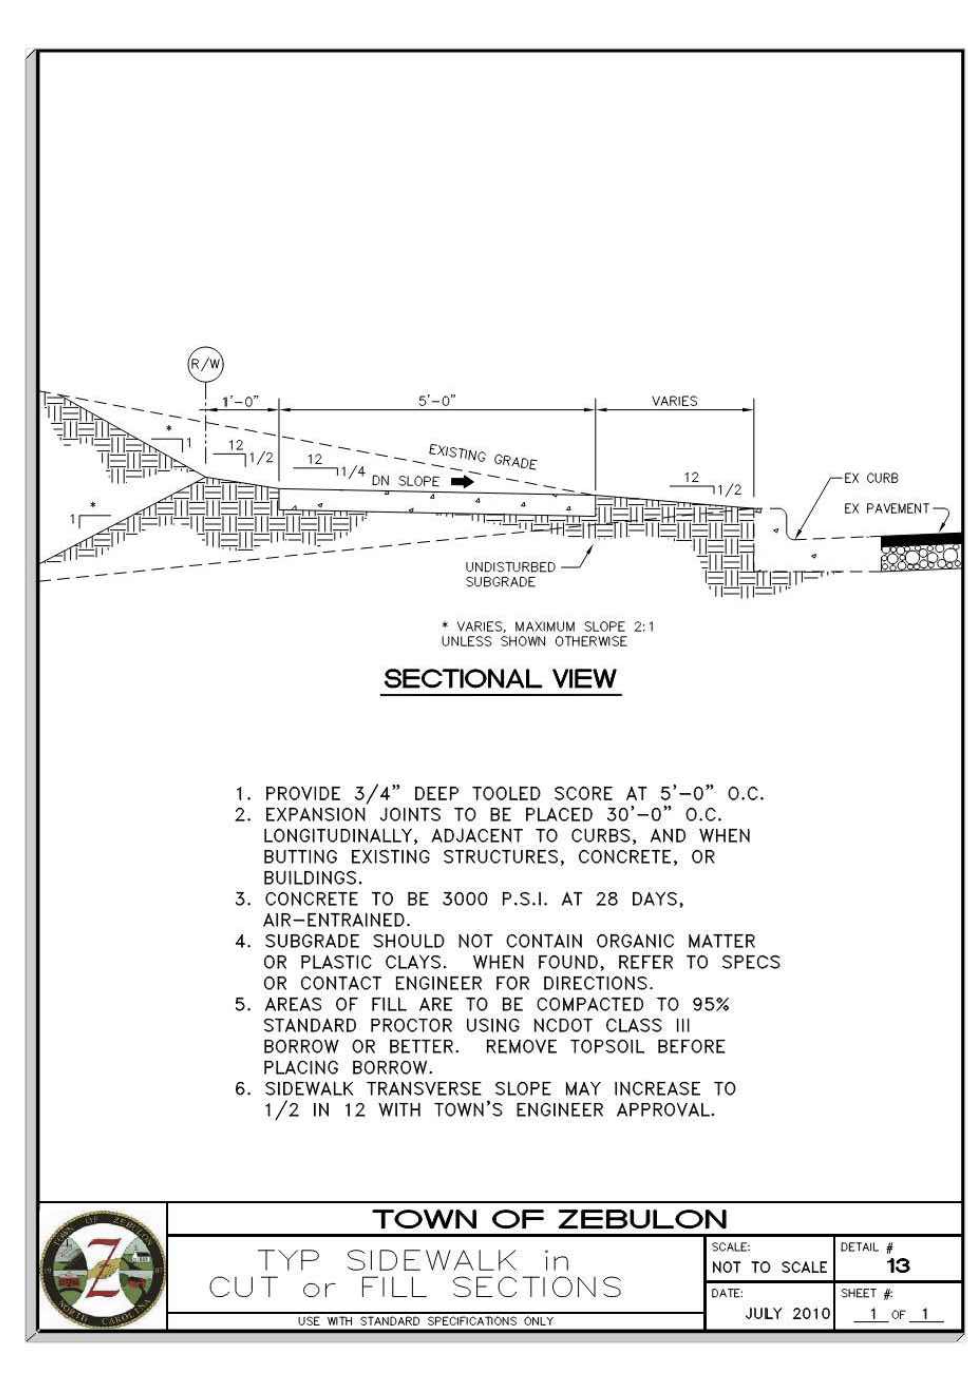 R/W
1'-0"
5'-0"
VARIES
*
1
12
1/2
12
1/4
EXISTING GRADE
DN SLOPE
12
1/2
EX CURB
EX PAVEMENT
*
1
UNDISTURBED
SUBGRADE
* VARIES, MAXIMUM SLOPE 2:1
UNLESS SHOWN OTHERWISE
SECTIONAL VIEW
1. PROVIDE 3/4" DEEP TOOLED SCORE AT 5'-0" O.C.
2. EXPANSION JOINTS TO BE PLACED 30'-0" O.C.
LONGITUDINALLY, ADJACENT TO CURBS, AND WHEN
BUTTING EXISTING STRUCTURES, CONCRETE, OR
BUILDINGS.
3. CONCRETE TO BE 3000 P.S.I. AT 28 DAYS,
AIR-ENTRAINED.
4. SUBGRADE SHOULD NOT CONTAIN ORGANIC MATTER
OR PLASTIC CLAYS. WHEN FOUND, REFER TO SPECS
OR CONTACT ENGINEER FOR DIRECTIONS.
5. AREAS OF FILL ARE TO BE COMPACTED TO 95%
STANDARD PROCTOR USING NCDOT CLASS III
BORROW OR BETTER. REMOVE TOPSOIL BEFORE
PLACING BORROW.
6. SIDEWALK TRANSVERSE SLOPE MAY INCREASE TO
1/2 IN 12 WITH TOWN'S ENGINEER APPROVAL.
TOWN OF ZEBULON
Z
NORTH CAROLINA
TOWN OF ZEBULON
TYP SIDEWALK in
CUT or FILL SECTIONS
USE WITH STANDARD SPECIFICATIONS ONLY
SCALE:
NOT TO SCALE
DETAIL #
13
DATE:
JULY 2010
SHEET #:
1 OF 1